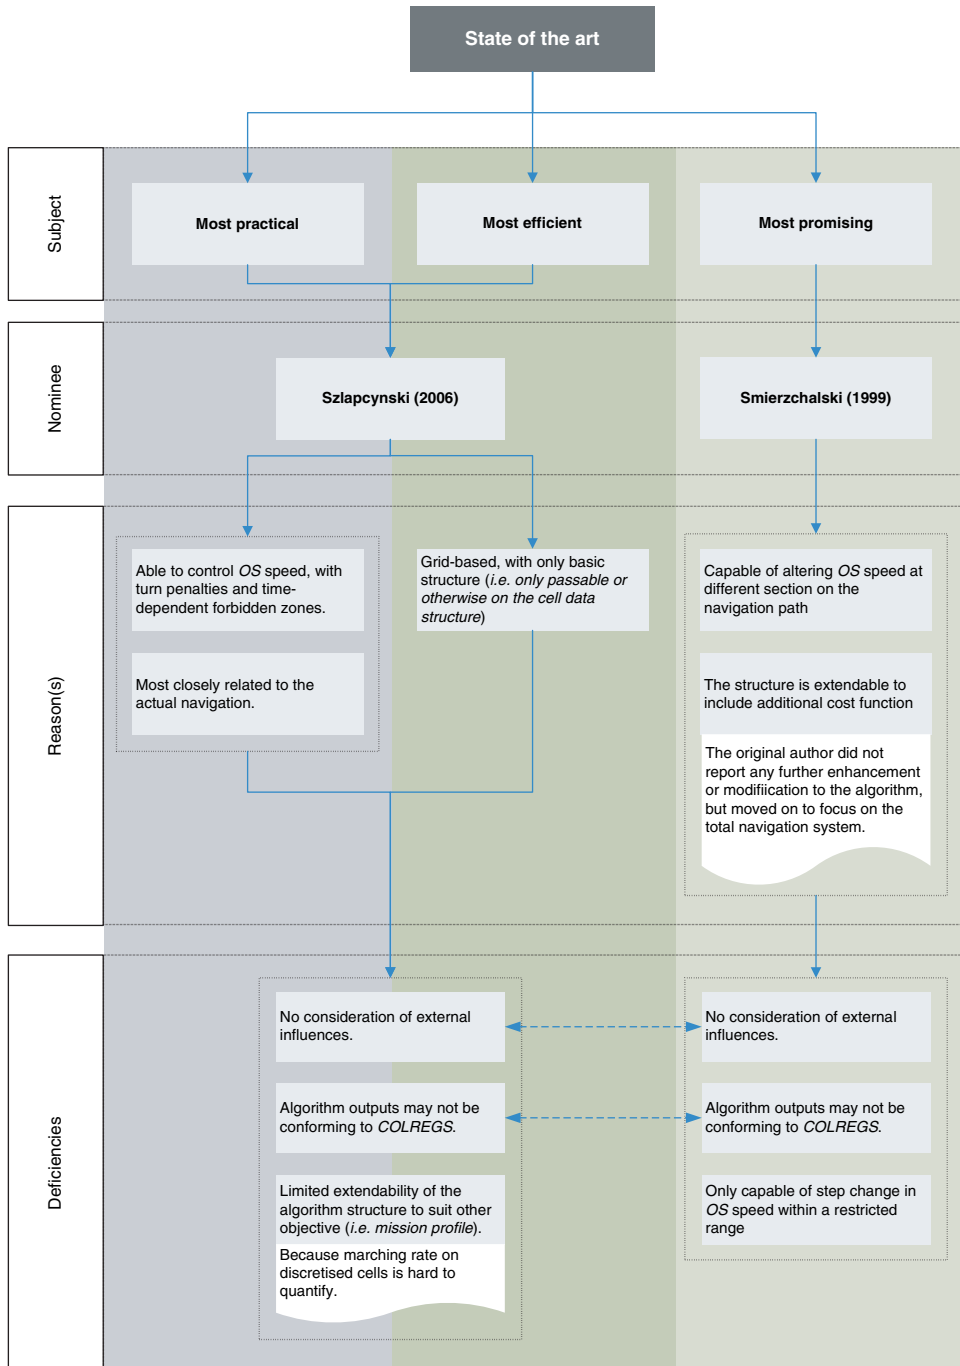 State of the art
Subject
Most practical
Most efficient
Most promising
Nominee
Szlapcynski (2006)
Smierzchalski (1999)
Reason(s)
Able to control OS speed, with
turn penalties and time-
dependent forbidden zones.
Most closely related to the
actual navigation.
Grid-based, with only basic
structure (i.e. only passable or
otherwise on the cell data
structure)
Capable of altering OS speed at
different section on the
navigation path
The structure is extendable to
include additional cost function
The original author did not
report any further enhancement
or modifiication to the algorithm,
but moved on to focus on the
total navigation system.
Deficiencies
No consideration of external
influences.
Algorithm outputs may not be
conforming to COLREGS.
Limited extendability of the
algorithm structure to suit other
objective (i.e. mission profile).
Because marching rate on
discretised cells is hard to
quantify.
No consideration of external
influences.
Algorithm outputs may not be
conforming to COLREGS.
Only capable of step change in
OS speed within a restricted
range